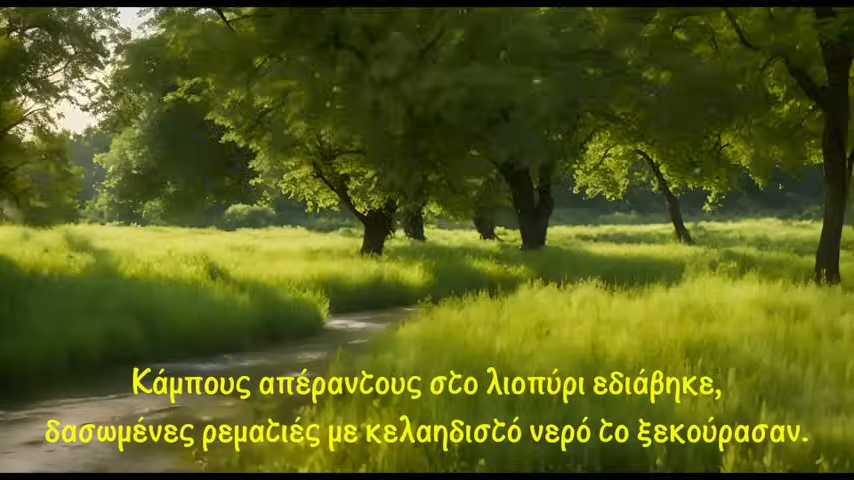 Κάμπους απέραντους στο λιοπύρι εδιάβηκε,
δασωμένες ρεματιές με κελαηδιστό νερό το ξεκούρασαν.